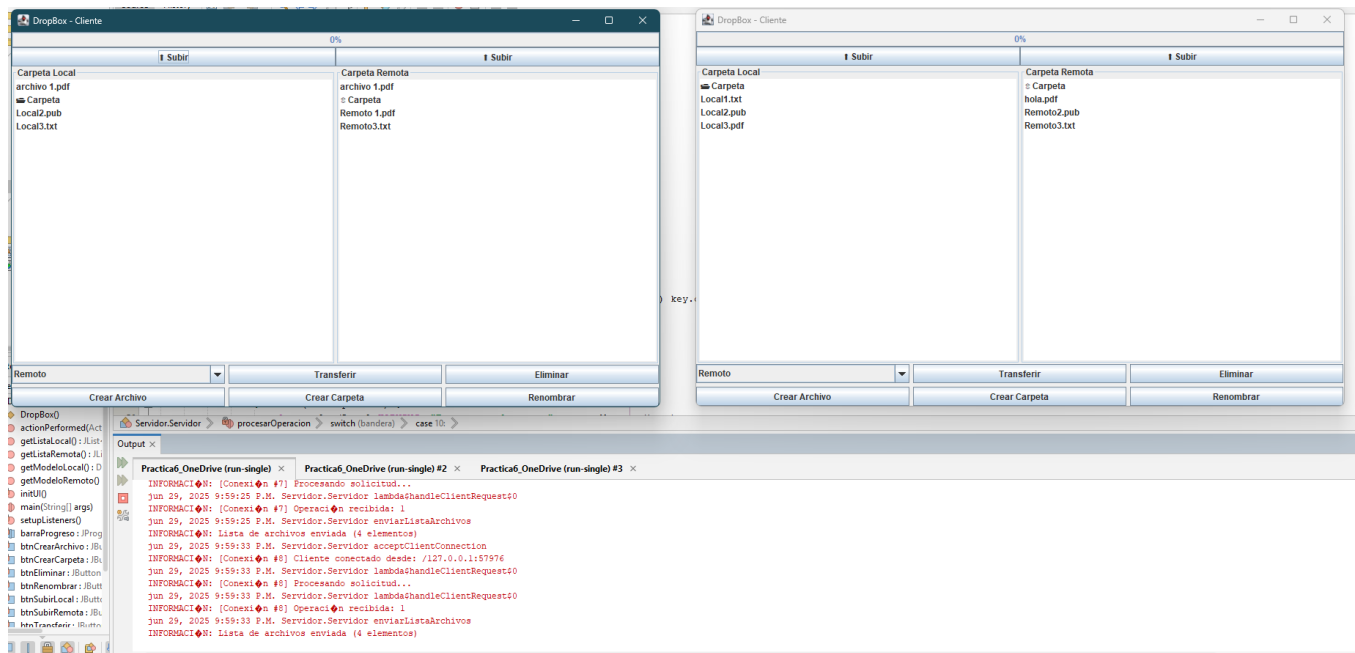 DropBox - Cliente
0%
⬆ Subir
⬆ Subir
Carpeta Local
archivo 1.pdf
Carpeta
Local2.pub
Local3.txt
Carpeta Remota
archivo 1.pdf
Carpeta
Remoto 1.pdf
Remoto3.txt
Remoto
Transferir
Eliminar
Crear Archivo
Crear Carpeta
Renombrar
DropBox - Cliente
0%
⬆ Subir
⬆ Subir
Carpeta Local
Carpeta
Local1.txt
Local2.pub
Local3.pdf
Carpeta Remota
Carpeta
hola.pdf
Remoto2.pub
Remoto3.txt
Remoto
Transferir
Eliminar
Crear Archivo
Crear Carpeta
Renombrar
) key.
DropBox()
actionPerformed(Act
getListaLocal() : JList
getListaRemota() : JLi
getModeloLocal() : D
getModeloRemoto()
initUI()
main(String[] args)
setupListeners()
barraProgreso : JProg
btnCrearArchivo : JBu
btnCrearCarpeta : JBu
btnEliminar : JButton
btnRenombrar : JButt
btnSubirLocal : JButto
btnSubirRemota : JBu
btnTransferir : JButto
Servidor.Servidor procesarOperacion switch (bandera) case 10:
Output ×
Practica6_OneDrive (run-single) × Practica6_OneDrive (run-single) #2 × Practica6_OneDrive (run-single) #3 ×
INFORMACI�N: [Conexi�n #7] Procesando solicitud...
jun 29, 2025 9:59:25 P.M. Servidor.Servidor lambda$handleClientRequest$0
INFORMACI�N: [Conexi�n #7] Operaci�n recibida: 1
jun 29, 2025 9:59:25 P.M. Servidor.Servidor enviarListaArchivos
INFORMACI�N: Lista de archivos enviada (4 elementos)
jun 29, 2025 9:59:33 P.M. Servidor.Servidor acceptClientConnection
INFORMACI�N: [Conexi�n #8] Cliente conectado desde: /127.0.0.1:57976
jun 29, 2025 9:59:33 P.M. Servidor.Servidor lambda$handleClientRequest$0
INFORMACI�N: [Conexi�n #8] Procesando solicitud...
jun 29, 2025 9:59:33 P.M. Servidor.Servidor lambda$handleClientRequest$0
INFORMACI�N: [Conexi�n #8] Operaci�n recibida: 1
jun 29, 2025 9:59:33 P.M. Servidor.Servidor enviarListaArchivos
INFORMACI�N: Lista de archivos enviada (4 elementos)